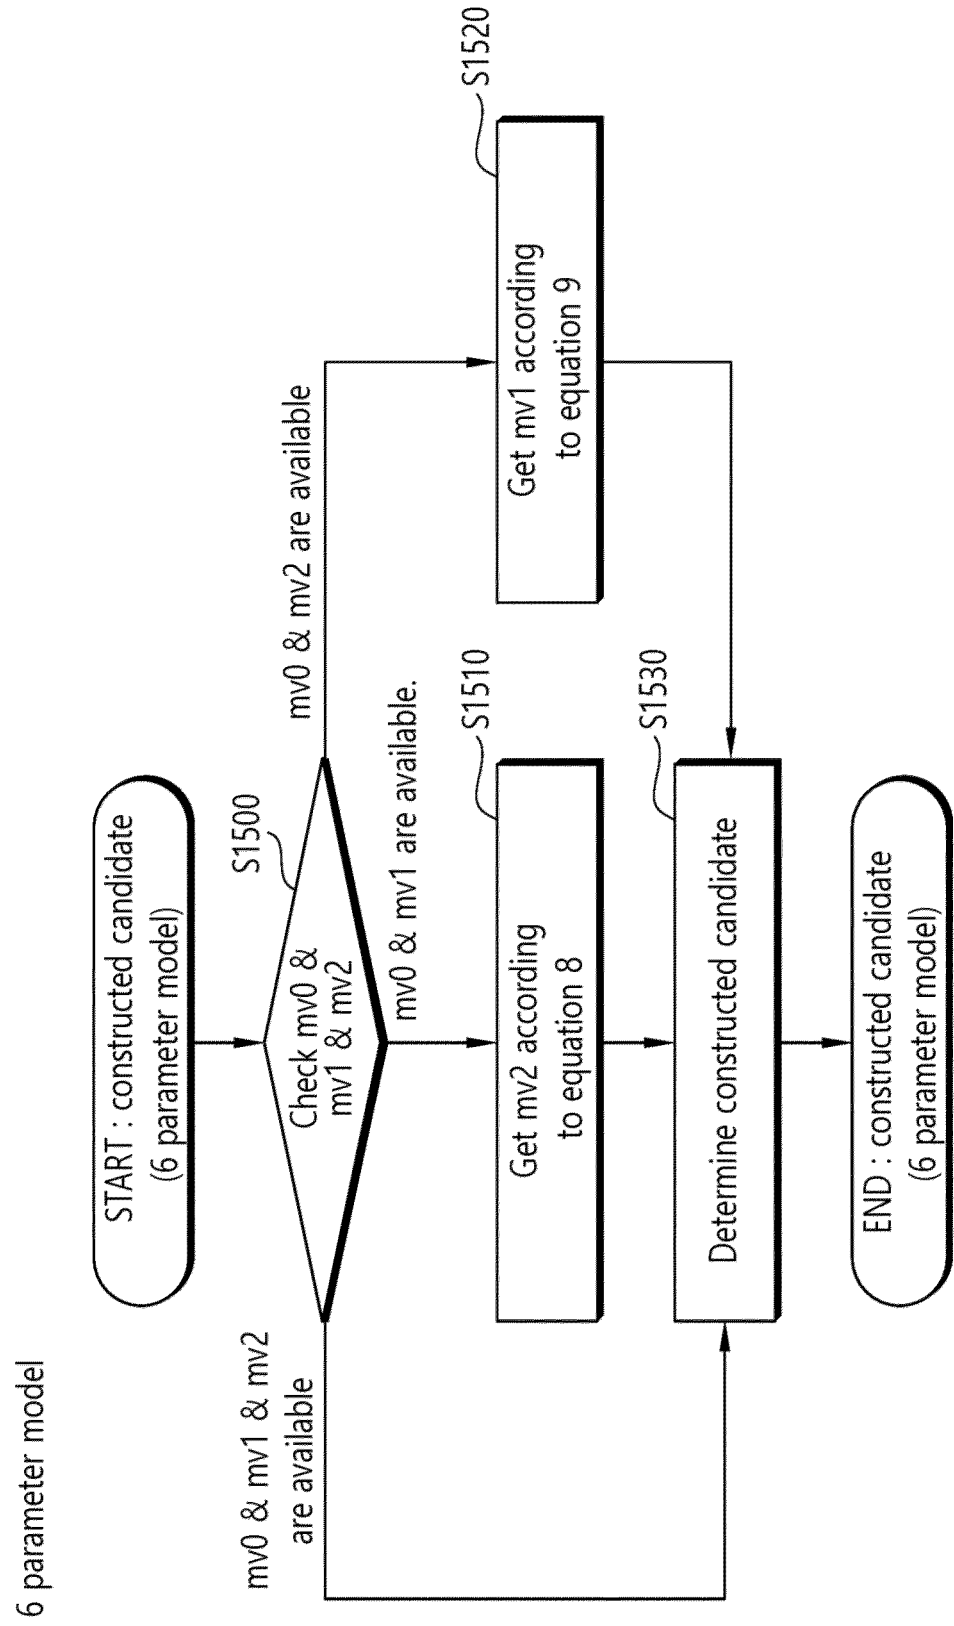 6 parameter model
START : constructed candidate
(6 parameter model)
S1500
Check mv0 &
mv1 & mv2
mv0 & mv1 & mv2
are available
mv0 & mv1 are available.
mv0 & mv2 are available
S1510
Get mv2 according
to equation 8
S1520
Get mv1 according
to equation 9
S1530
Determine constructed candidate
END : constructed candidate
(6 parameter model)